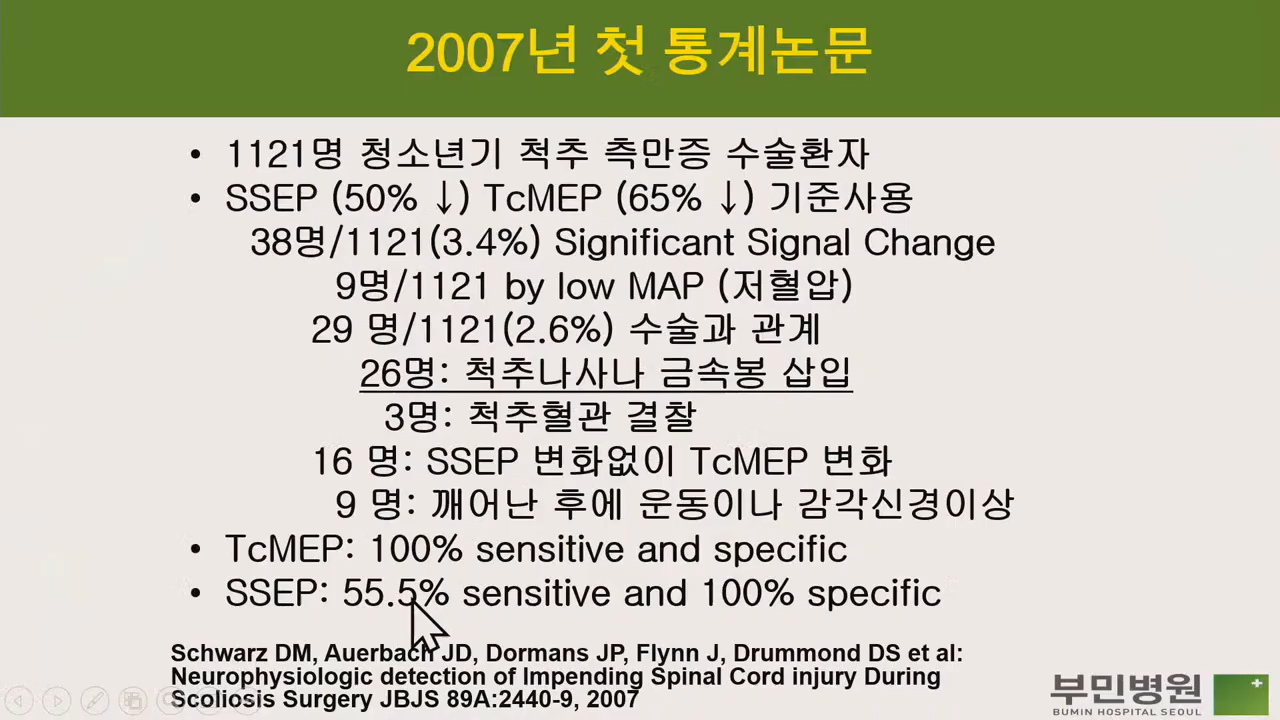 2007년 첫 통계논문
• 1121명 청소년기 척추 측만증 수술환자
• SSEP (50% ↓) TcMEP (65% ↓) 기준사용
38명/1121(3.4%) Significant Signal Change
9명/1121 by low MAP (저혈압)
29 명/1121(2.6%) 수술과 관계
26명: 척추나사나 금속봉 삽입
3명: 척추혈관 결찰
16 명: SSEP 변화없이 TcMEP 변화
9 명: 깨어난 후에 운동이나 감각신경이상
• TcMEP: 100% sensitive and specific
• SSEP: 55.5% sensitive and 100% specific
Schwarz DM, Auerbach JD, Dormans JP, Flynn J, Drummond DS et al:
Neurophysiologic detection of Impending Spinal Cord injury During
Scoliosis Surgery JBJS 89A:2440-9, 2007
부민병원
BUMIN HOSPITAL SEOUL